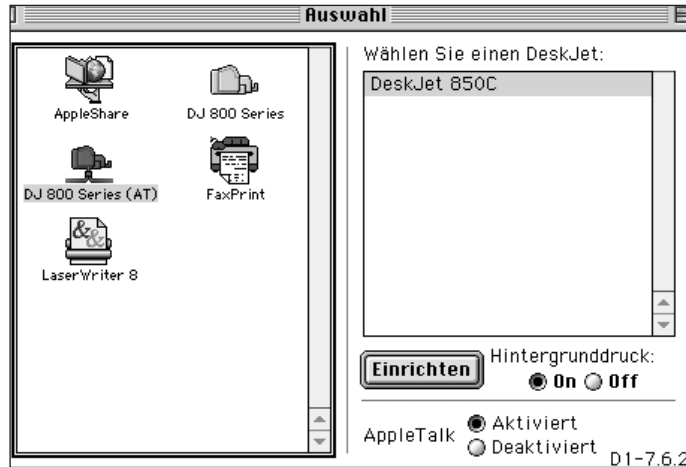 Auswahl
AppleShare
DJ 800 Series
DJ 800 Series (AT)
FaxPrint
LaserWriter 8
Wählen Sie einen DeskJet:
DeskJet 850C
Einrichten
Hintergrunddruck:
On Off
AppleTalk
Aktiviert
Deaktiviert
D1-7.6.2